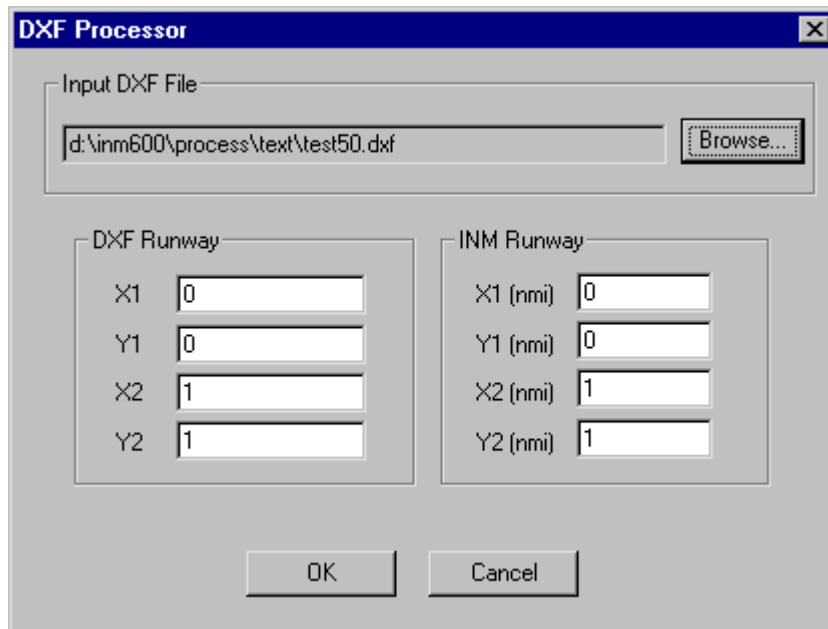 DXF Processor
Input DXF File
d:\inm600\process\text\test50.dxf
Browse...
DXF Runway
X1 0
Y1 0
X2 1
Y2 1
INM Runway
X1 (nmi) 0
Y1 (nmi) 0
X2 (nmi) 1
Y2 (nmi) 1
OK
Cancel